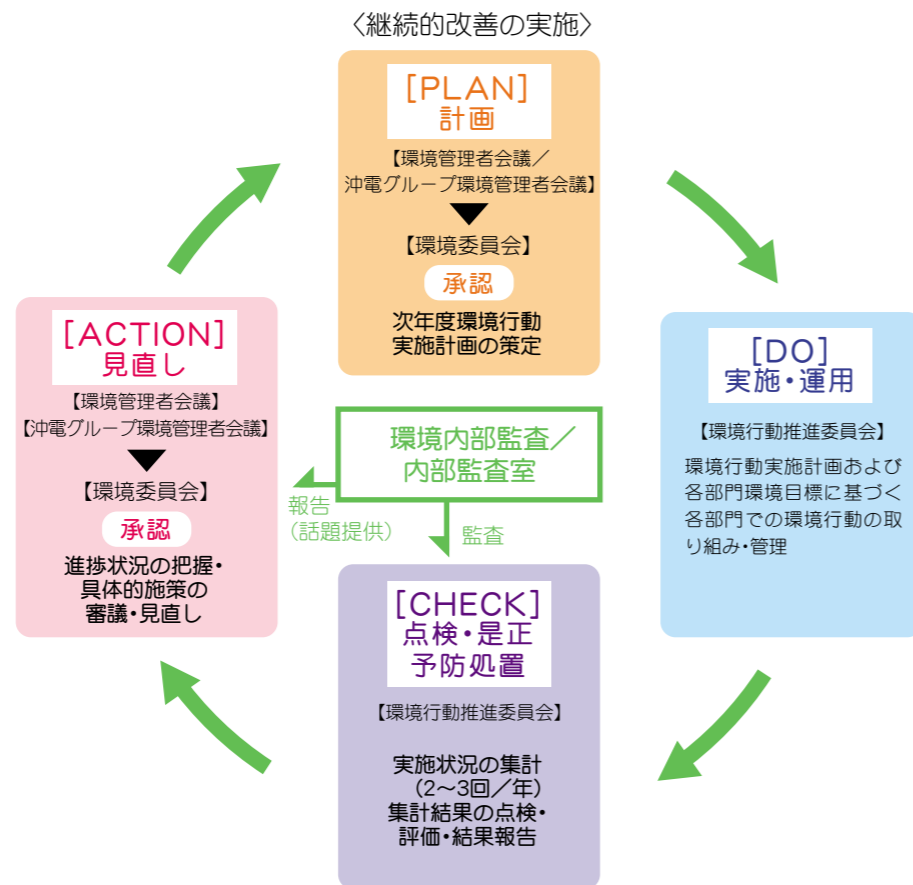 〈継続的改善の実施〉
[PLAN]
計画
【環境管理者会議／
沖電グループ環境管理者会議】
【環境委員会】
承認
次年度環境行動
実施計画の策定
[DO]
実施・運用
【環境行動推進委員会】
環境行動実施計画および
各部門環境目標に基づく
各部門での環境行動の取
り組み・管理
[CHECK]
点検・是正
予防処置
【環境行動推進委員会】
実施状況の集計
（2〜3回／年）
集計結果の点検・
評価・結果報告
[ACTION]
見直し
【環境管理者会議】
【沖電グループ環境管理者会議】
【環境委員会】
承認
進捗状況の把握・
具体的施策の
審議・見直し
環境内部監査／
内部監査室
報告
（話題提供）
監査